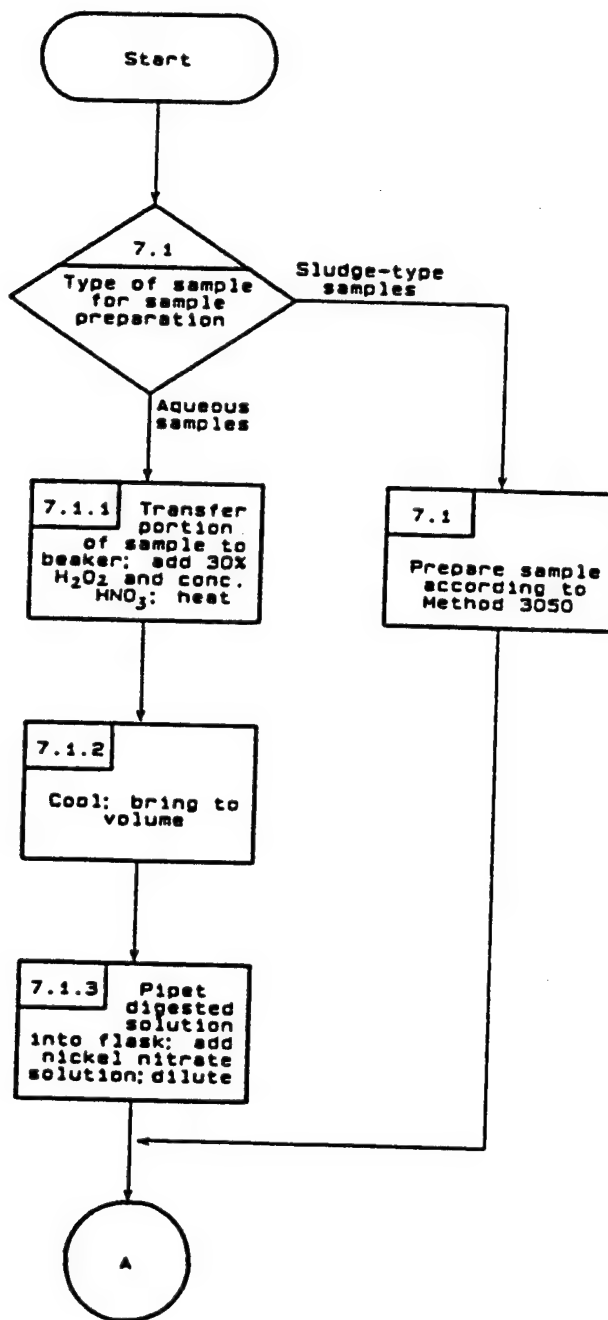 Start
7.1
Type of sample
for sample
preparation
Sludge-type
samples
Aqueous
samples
7.1.1 Transfer
portion
of sample to
beaker; add 30%
H₂O₂ and conc.
HNO₃; heat
7.1
Prepare sample
according to
Method 3050
7.1.2
Cool; bring to
volume
7.1.3 Pipet
digested
solution
into flask; add
nickel nitrate
solution; dilute
A